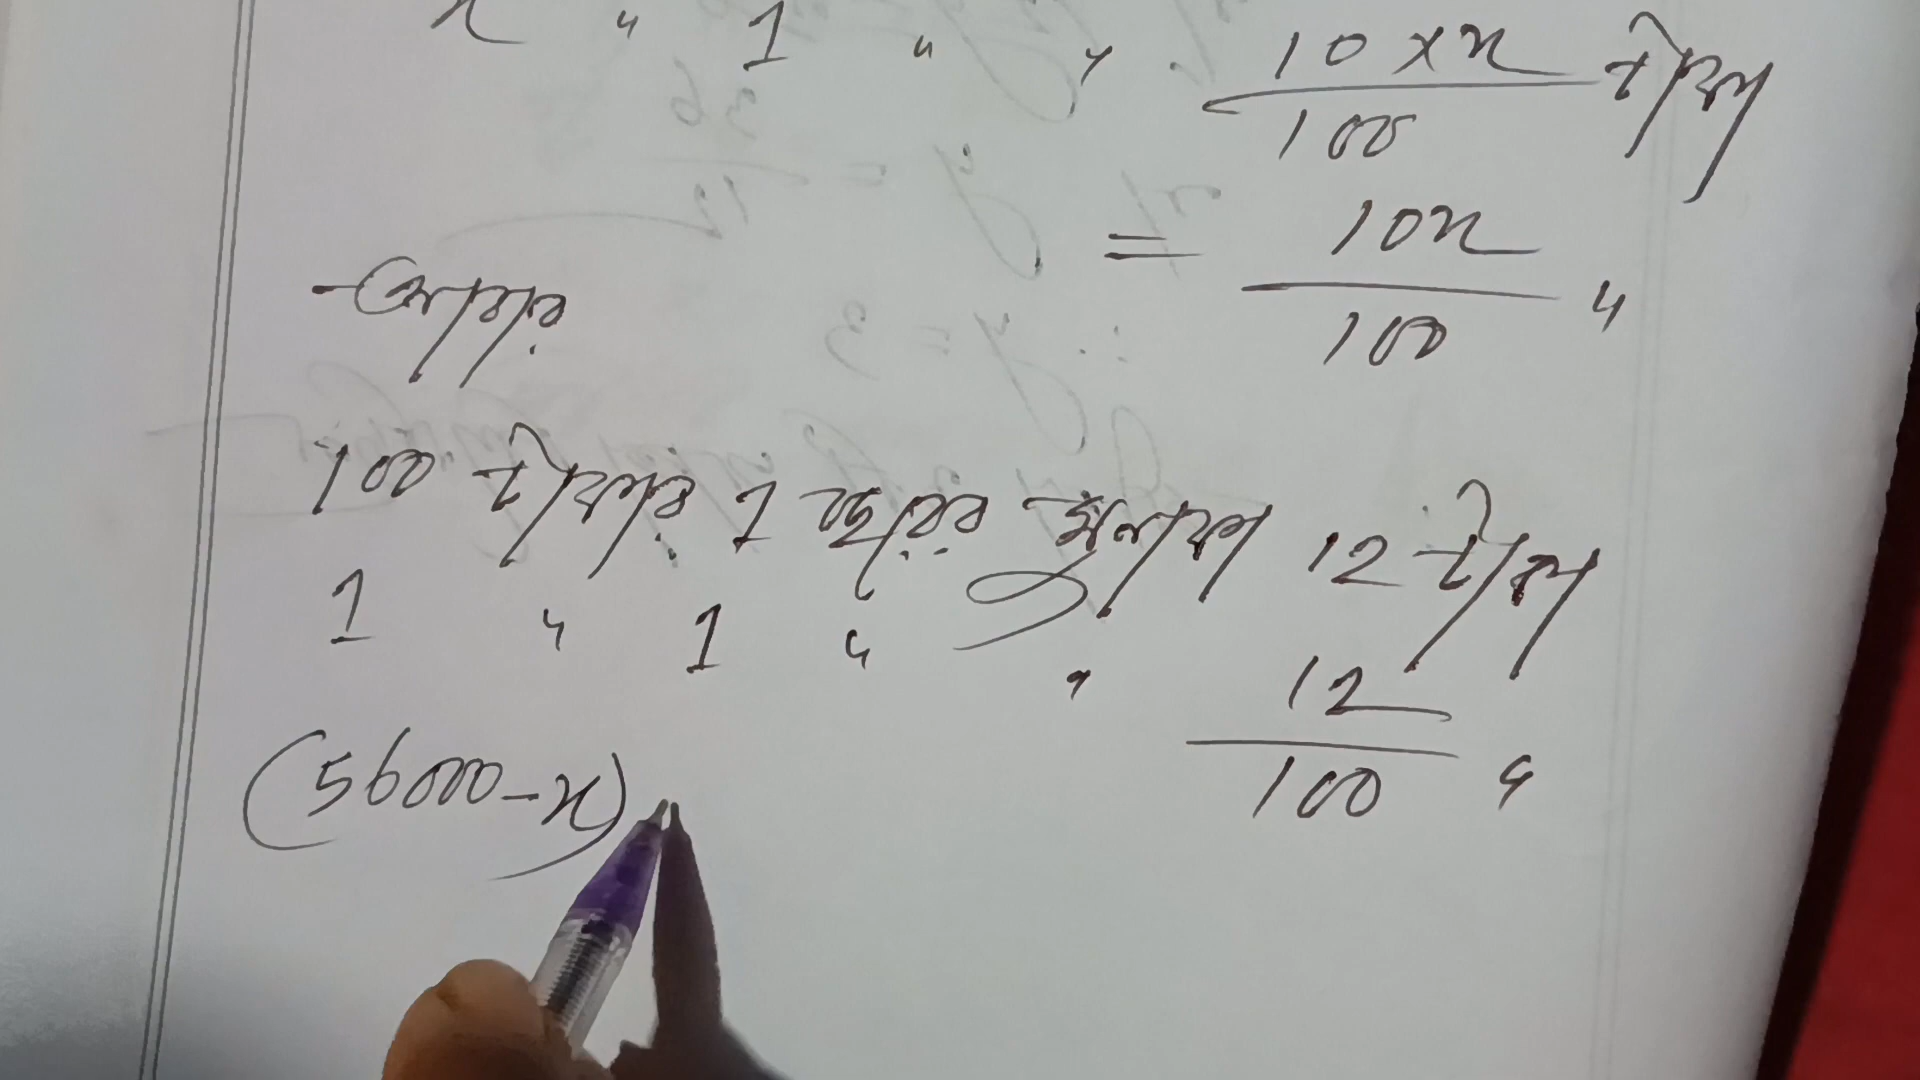 x " 1 " " 10 × x / 100 টাকা
= 10x / 100 "
আবার,
100 টাকায় 1 বছরের মুনাফা 12 টাকা
1 " 1 " " 12 / 100 "
(56000 - x)